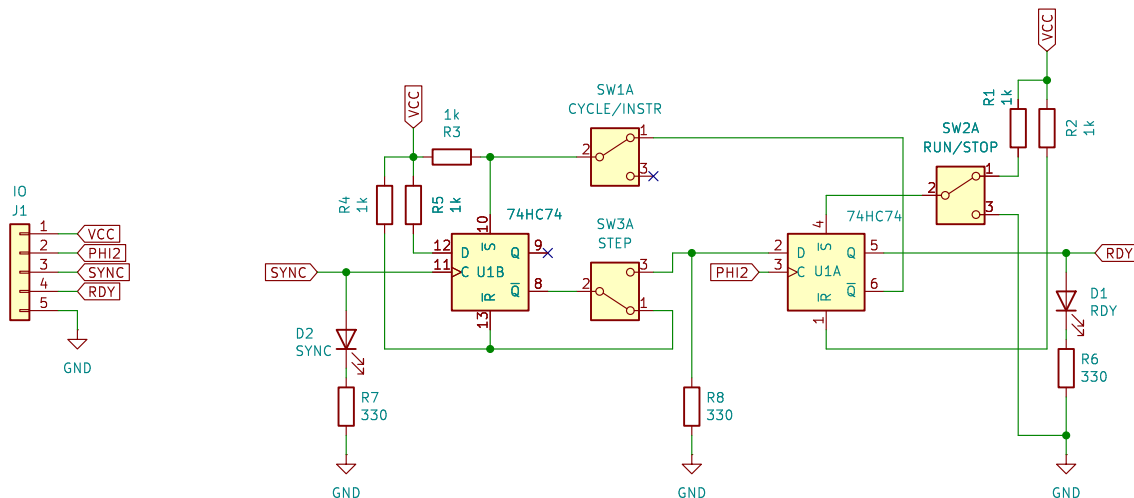 IO
J1
1
VCC
2
PHI2
3
SYNC
4
RDY
5
GND
SYNC
D2
SYNC
R7
330
GND
VCC
1k
R3
R4
1k
R5
1k
10
74HC74
12
D
S
Q
9
11
C
U1B
Q
8
R
13
SW1A
CYCLE/INSTR
2
1
3
SW3A
STEP
3
2
1
R8
330
GND
PHI2
4
74HC74
2
D
S
Q
5
3
C
U1A
Q
6
R
1
SW2A
RUN/STOP
2
1
3
VCC
R1
1k
R2
1k
RDY
D1
RDY
R6
330
GND